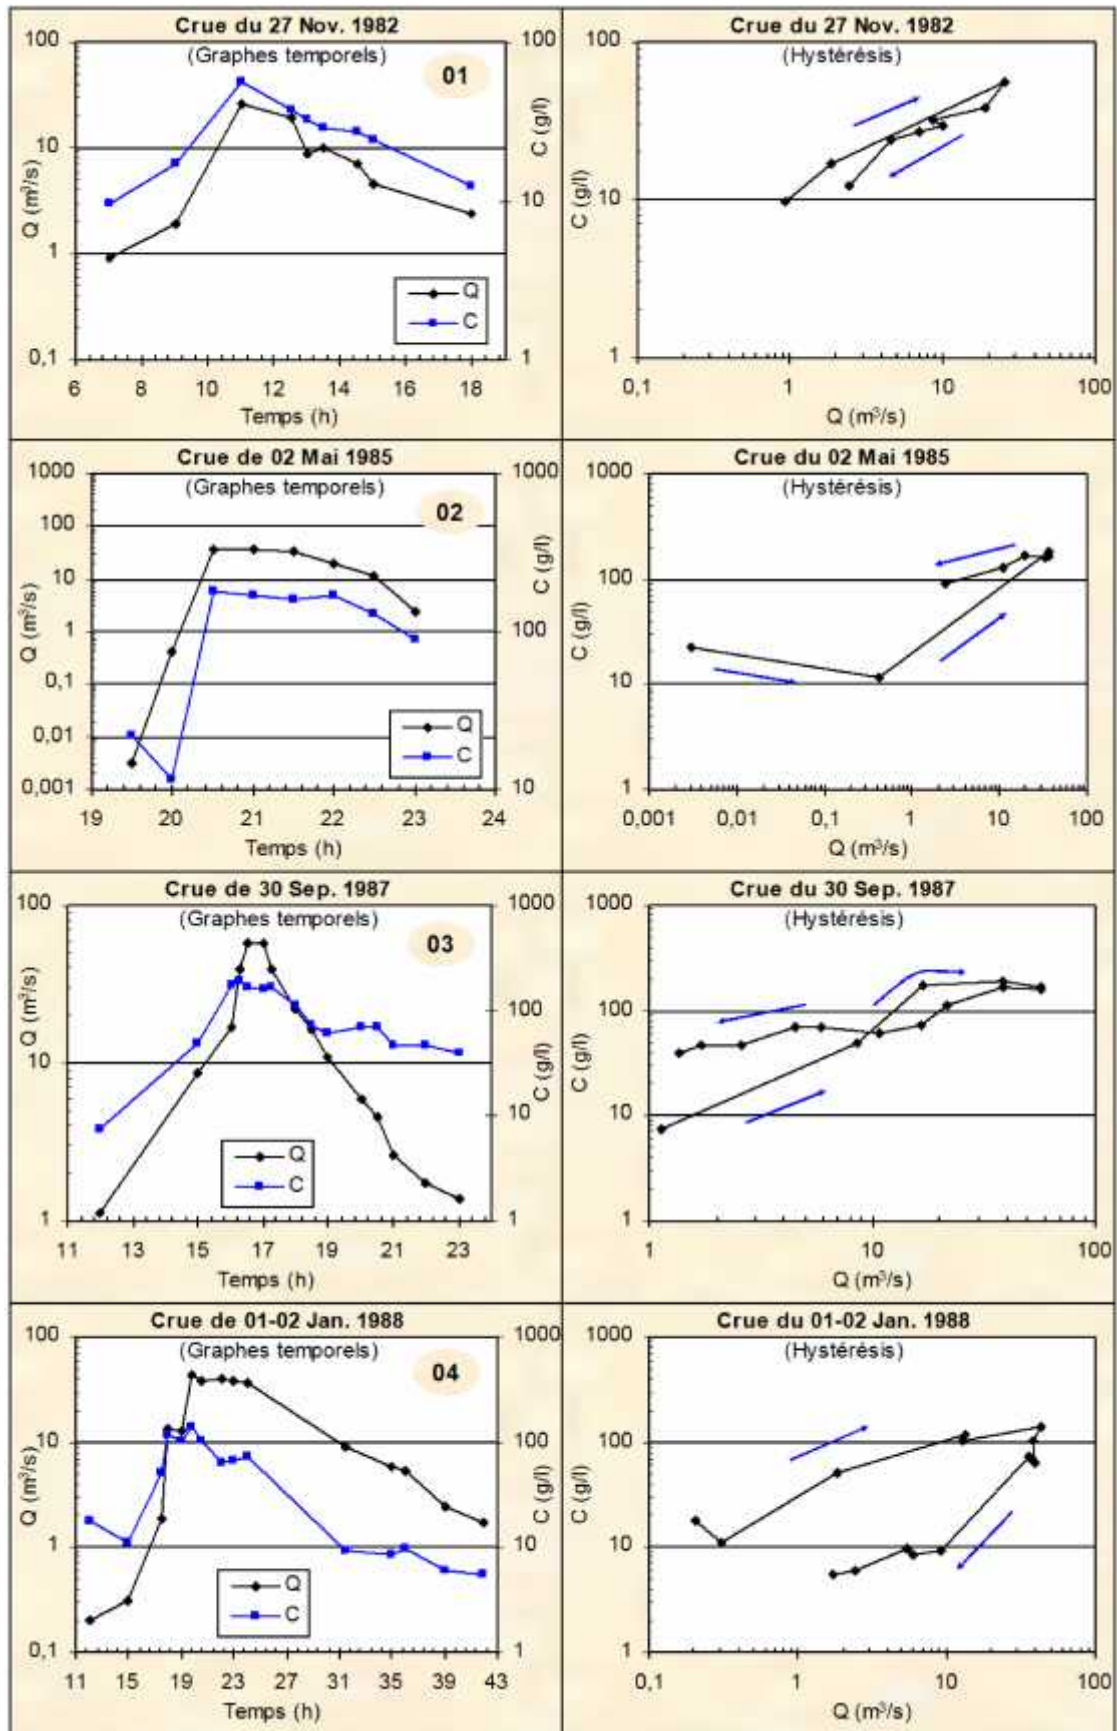 Crue du 27 Nov. 1982
(Graphes temporels)
01
100
10
1
0,1
Q (m³/s)
100
10
1
C (g/l)
Q
C
6 8 10 12 14 16 18
Temps (h)
Crue du 27 Nov. 1982
(Hystérésis)
100
10
1
C (g/l)
0,1 1 10 100
Q (m³/s)
Crue de 02 Mai 1985
(Graphes temporels)
02
1000
100
10
1
0,1
0,01
0,001
Q (m³/s)
1000
100
10
C (g/l)
Q
C
19 20 21 22 23 24
Temps (h)
Crue du 02 Mai 1985
(Hystérésis)
1000
100
10
1
C (g/l)
0,001 0,01 0,1 1 10 100
Q (m³/s)
Crue de 30 Sep. 1987
(Graphes temporels)
03
100
10
1
Q (m³/s)
1000
100
10
1
C (g/l)
Q
C
11 13 15 17 19 21 23
Temps (h)
Crue du 30 Sep. 1987
(Hystérésis)
1000
100
10
1
C (g/l)
1 10 100
Q (m³/s)
Crue de 01-02 Jan. 1988
(Graphes temporels)
04
100
10
1
0,1
Q (m³/s)
1000
100
10
1
C (g/l)
Q
C
11 15 19 23 27 31 35 39 43
Temps (h)
Crue du 01-02 Jan. 1988
(Hystérésis)
1000
100
10
1
C (g/l)
0,1 1 10 100
Q (m³/s)